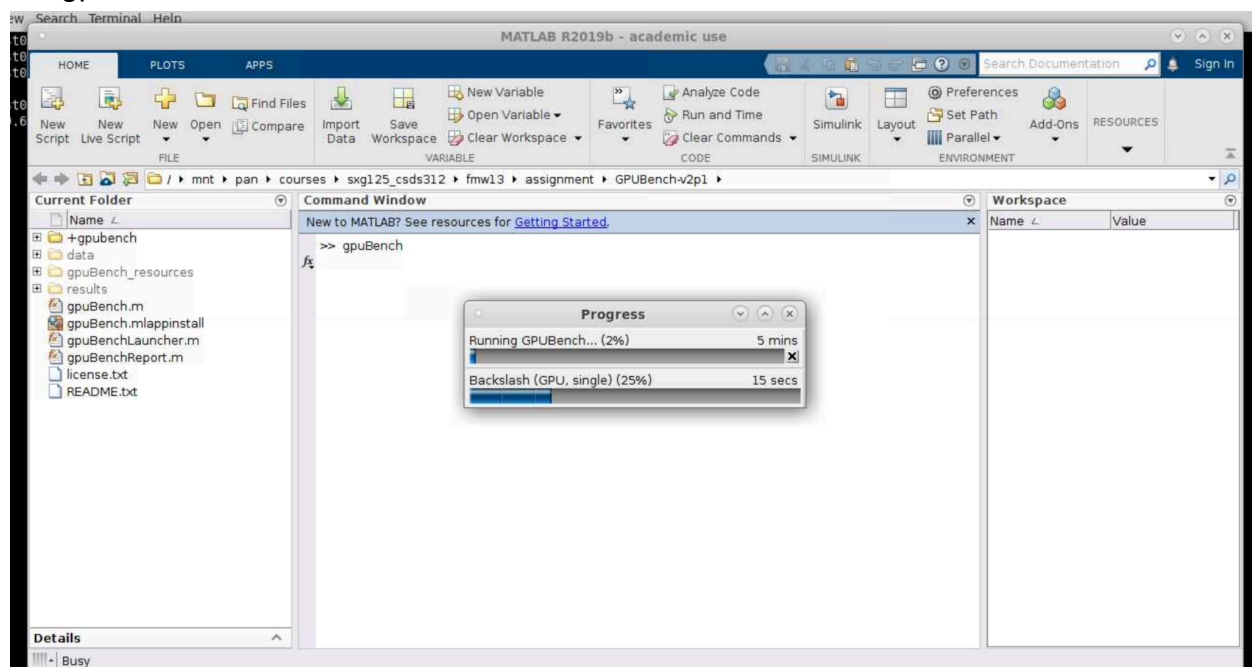 ew Search Terminal Help
MATLAB R2019b - academic use
HOME PLOTS APPS Search Documentation Sign In
New Script
New Live Script
New
Open
Find Files
Compare
Import Data
Save Workspace
New Variable
Open Variable
Clear Workspace
Favorites
Analyze Code
Run and Time
Clear Commands
Simulink
Layout
Preferences
Set Path
Parallel
Add-Ons
RESOURCES
FILE VARIABLE CODE SIMULINK ENVIRONMENT
/ mnt pan courses sxg125_csds312 fmw13 assignment GPUBench-v2p1
Current Folder
Name
+gpubench
data
gpuBench_resources
results
gpuBench.m
gpuBench.mlappinstall
gpuBenchLauncher.m
gpuBenchReport.m
license.txt
README.txt
Details
Command Window
New to MATLAB? See resources for Getting Started.
fx >> gpuBench
Progress
Running GPUBench... (2%) 5 mins
Backslash (GPU, single) (25%) 15 secs
Workspace
Name Value
Busy